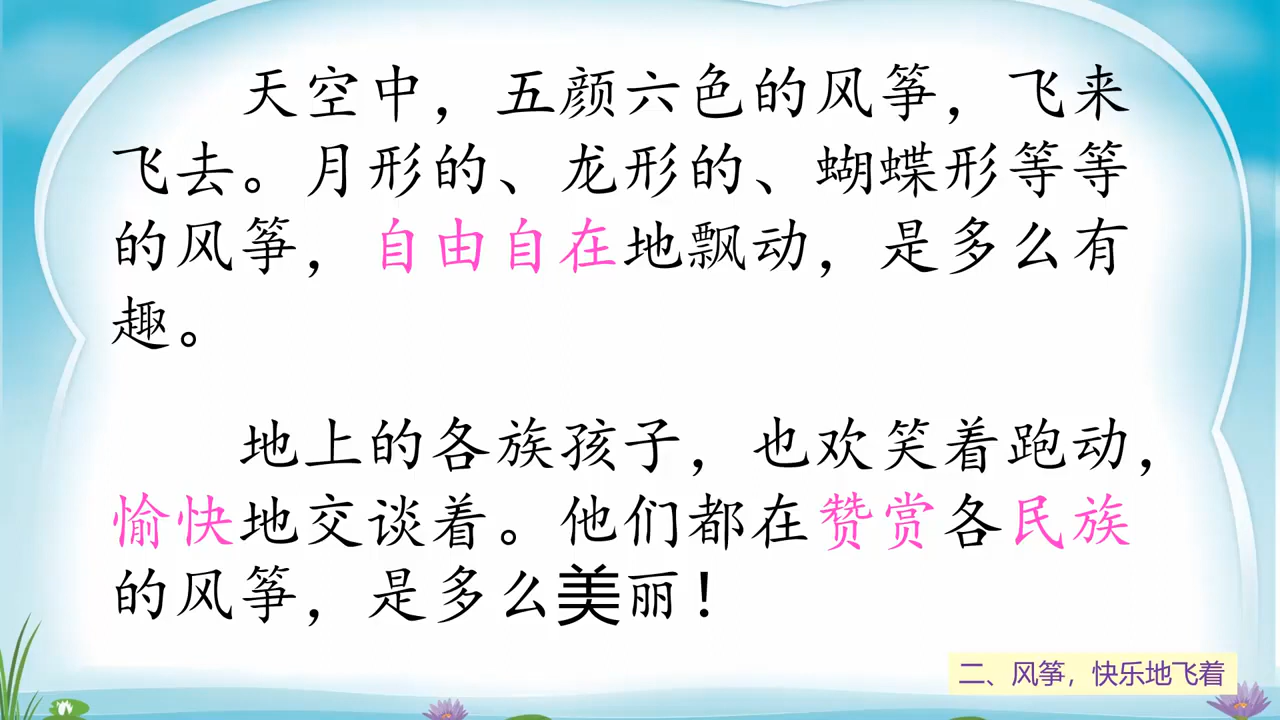 天空中，五颜六色的风筝，飞来
飞去。月形的、龙形的、蝴蝶形等等
的风筝，自由自在地飘动，是多么有
趣。
地上的各族孩子，也欢笑着跑动，
愉快地交谈着。他们都在赞赏各民族
的风筝，是多么美丽！
二、风筝，快乐地飞着